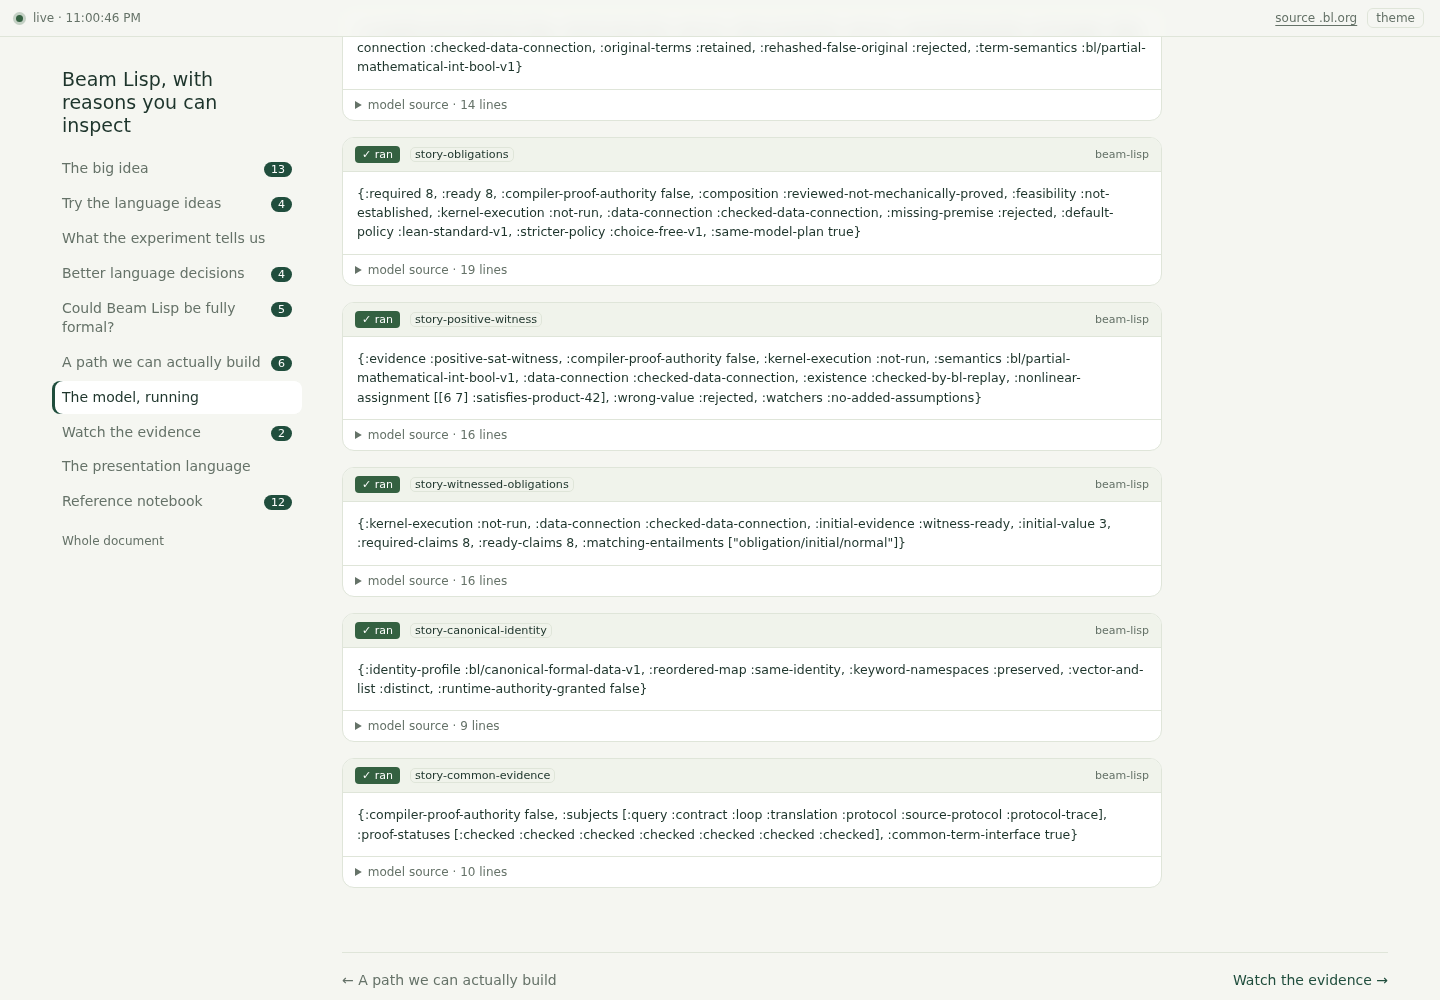 live · 11:00:46 PM
source .bl.org
theme
Beam Lisp, with
reasons you can
inspect
The big idea
13
Try the language ideas
4
What the experiment tells us
Better language decisions
4
Could Beam Lisp be fully
formal?
5
A path we can actually build
6
The model, running
Watch the evidence
2
The presentation language
Reference notebook
12
Whole document
connection :checked-data-connection, :original-terms :retained, :rehashed-false-original :rejected, :term-semantics :bl/partial-
mathematical-int-bool-v1}
▶ model source · 14 lines
✓ ran
story-obligations
beam-lisp
{:required 8, :ready 8, :compiler-proof-authority false, :composition :reviewed-not-mechanically-proved, :feasibility :not-
established, :kernel-execution :not-run, :data-connection :checked-data-connection, :missing-premise :rejected, :default-
policy :lean-standard-v1, :stricter-policy :choice-free-v1, :same-model-plan true}
▶ model source · 19 lines
✓ ran
story-positive-witness
beam-lisp
{:evidence :positive-sat-witness, :compiler-proof-authority false, :kernel-execution :not-run, :semantics :bl/partial-
mathematical-int-bool-v1, :data-connection :checked-data-connection, :existence :checked-by-bl-replay, :nonlinear-
assignment [[6 7] :satisfies-product-42], :wrong-value :rejected, :watchers :no-added-assumptions}
▶ model source · 16 lines
✓ ran
story-witnessed-obligations
beam-lisp
{:kernel-execution :not-run, :data-connection :checked-data-connection, :initial-evidence :witness-ready, :initial-value 3,
:required-claims 8, :ready-claims 8, :matching-entailments ["obligation/initial/normal"]}
▶ model source · 16 lines
✓ ran
story-canonical-identity
beam-lisp
{:identity-profile :bl/canonical-formal-data-v1, :reordered-map :same-identity, :keyword-namespaces :preserved, :vector-and-
list :distinct, :runtime-authority-granted false}
▶ model source · 9 lines
✓ ran
story-common-evidence
beam-lisp
{:compiler-proof-authority false, :subjects [:query :contract :loop :translation :protocol :source-protocol :protocol-trace],
:proof-statuses [:checked :checked :checked :checked :checked :checked :checked], :common-term-interface true}
▶ model source · 10 lines
← A path we can actually build
Watch the evidence →